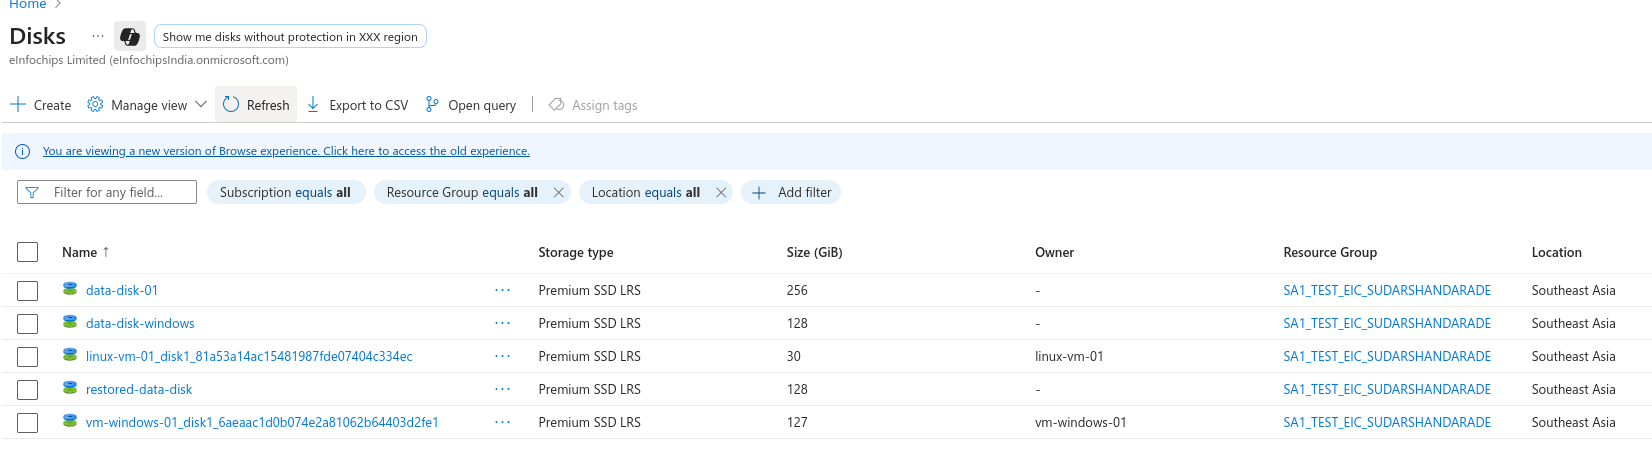 Home >
Disks ... Show me disks without protection in XXX region
eInfochips Limited (eInfochipsIndia.onmicrosoft.com)
Create Manage view Refresh Export to CSV Open query Assign tags
You are viewing a new version of Browse experience. Click here to access the old experience.
Filter for any field... Subscription equals all Resource Group equals all Location equals all Add filter
Name ↑ Storage type Size (GiB) Owner Resource Group Location
data-disk-01 ... Premium SSD LRS 256 - SA1_TEST_EIC_SUDARSHANDARADE Southeast Asia
data-disk-windows ... Premium SSD LRS 128 - SA1_TEST_EIC_SUDARSHANDARADE Southeast Asia
linux-vm-01_disk1_81a53a14ac15481987fde07404c334ec ... Premium SSD LRS 30 linux-vm-01 SA1_TEST_EIC_SUDARSHANDARADE Southeast Asia
restored-data-disk ... Premium SSD LRS 128 - SA1_TEST_EIC_SUDARSHANDARADE Southeast Asia
vm-windows-01_disk1_6aeaac1d0b074e2a81062b64403d2fe1 ... Premium SSD LRS 127 vm-windows-01 SA1_TEST_EIC_SUDARSHANDARADE Southeast Asia